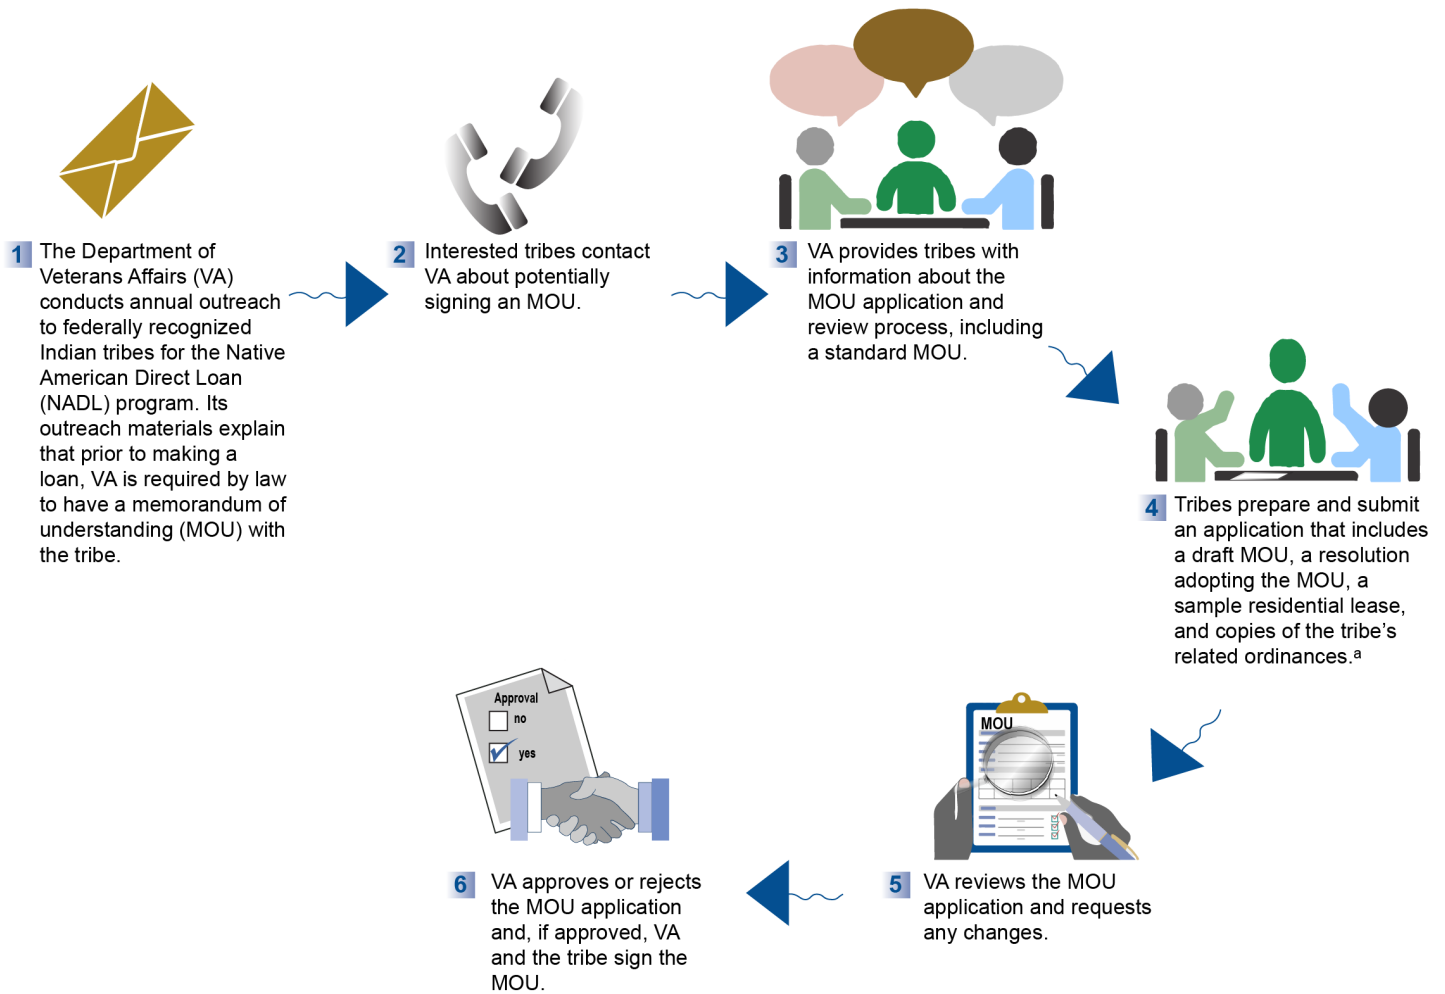 1
The Department of
Veterans Affairs (VA)
conducts annual outreach
to federally recognized
Indian tribes for the Native
American Direct Loan
(NADL) program. Its
outreach materials explain
that prior to making a
loan, VA is required by law
to have a memorandum of
understanding (MOU) with
the tribe.
2
Interested tribes contact
VA about potentially
signing an MOU.
3
VA provides tribes with
information about the
MOU application and
review process, including
a standard MOU.
4
Tribes prepare and submit
an application that includes
a draft MOU, a resolution
adopting the MOU, a
sample residential lease,
and copies of the tribe’s
related ordinances.ᵃ
MOU
5
VA reviews the MOU
application and requests
any changes.
Approval
no
yes
6
VA approves or rejects
the MOU application
and, if approved, VA
and the tribe sign the
MOU.